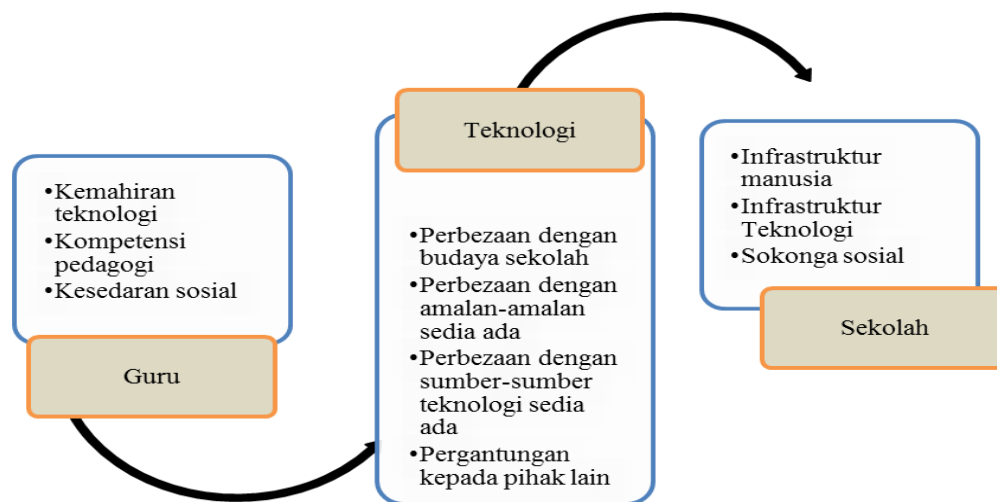 •Kemahiran
teknologi
•Kompetensi
pedagogi
•Kesedaran sosial
Guru
Teknologi
•Perbezaan dengan
budaya sekolah
•Perbezaan dengan
amalan-amalan
sedia ada
•Perbezaan dengan
sumber-sumber
teknologi sedia
ada
•Pergantungan
kepada pihak lain
•Infrastruktur
manusia
•Infrastruktur
Teknologi
•Sokonga sosial
Sekolah